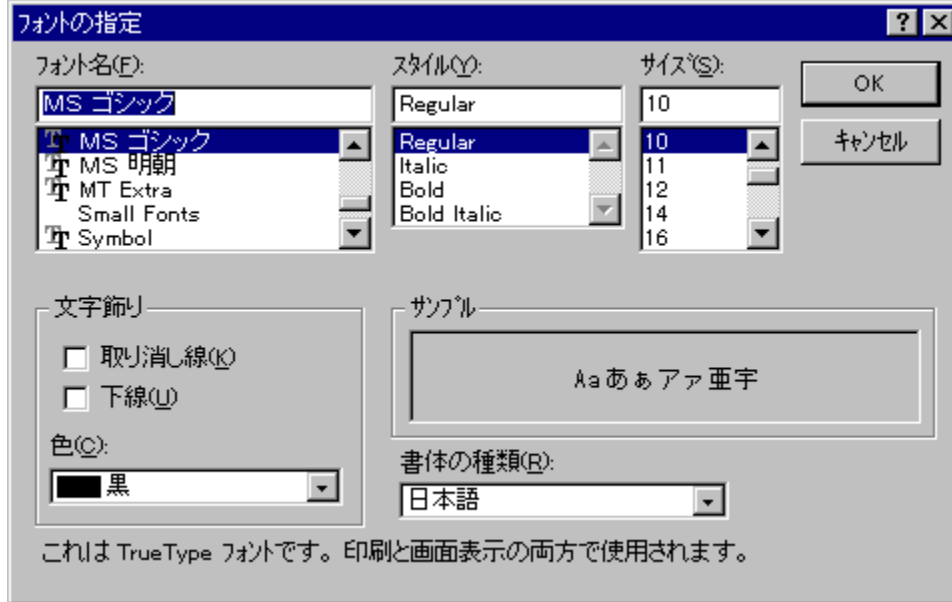 フォントの指定
フォント名(F):
MS ゴシック
MS ゴシック
MS 明朝
MT Extra
Small Fonts
Symbol
スタイル(Y):
Regular
Regular
Italic
Bold
Bold Italic
サイズ(S):
10
10
11
12
14
16
OK
キャンセル
文字飾り
取り消し線(K)
下線(U)
色(C):
黒
サンプル
Aaあぁアァ亜宇
書体の種類(R):
日本語
これは TrueType フォントです。印刷と画面表示の両方で使用されます。